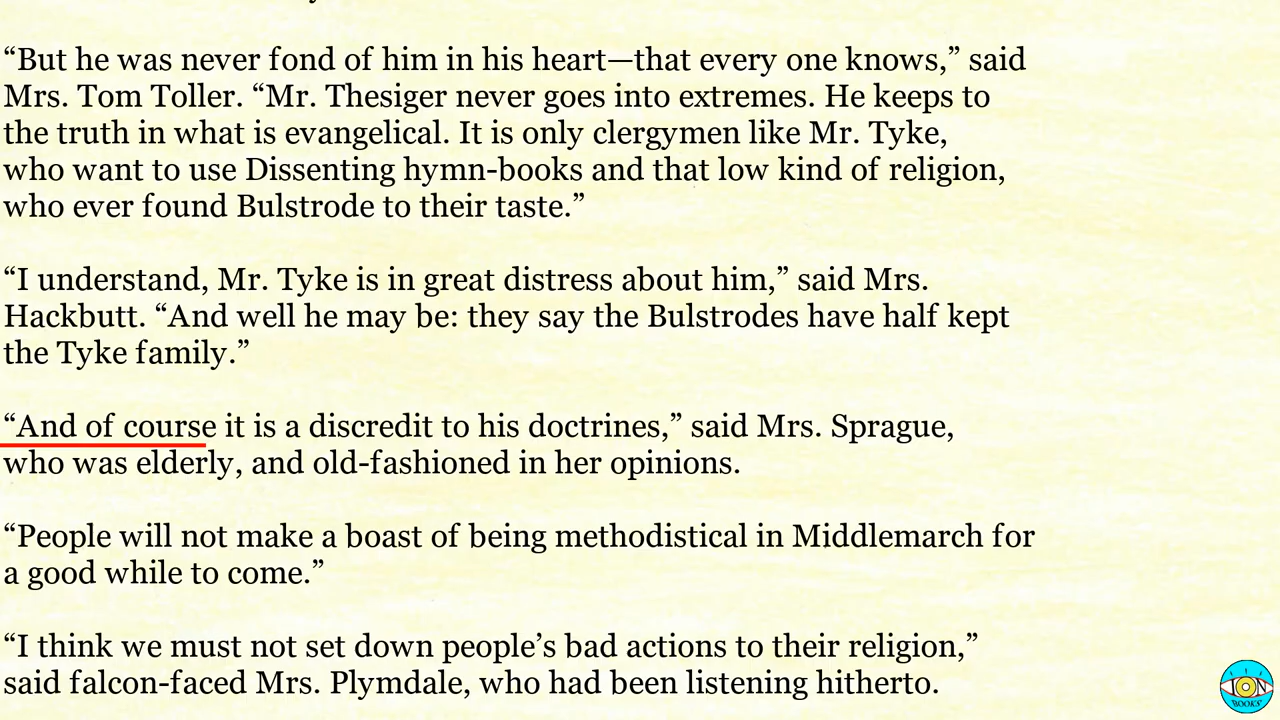 “But he was never fond of him in his heart—that every one knows,” said
Mrs. Tom Toller. “Mr. Thesiger never goes into extremes. He keeps to
the truth in what is evangelical. It is only clergymen like Mr. Tyke,
who want to use Dissenting hymn-books and that low kind of religion,
who ever found Bulstrode to their taste.”
“I understand, Mr. Tyke is in great distress about him,” said Mrs.
Hackbutt. “And well he may be: they say the Bulstrodes have half kept
the Tyke family.”
“And of course it is a discredit to his doctrines,” said Mrs. Sprague,
who was elderly, and old-fashioned in her opinions.
“People will not make a boast of being methodistical in Middlemarch for
a good while to come.”
“I think we must not set down people’s bad actions to their religion,”
said falcon-faced Mrs. Plymdale, who had been listening hitherto.
ION
BOOKS